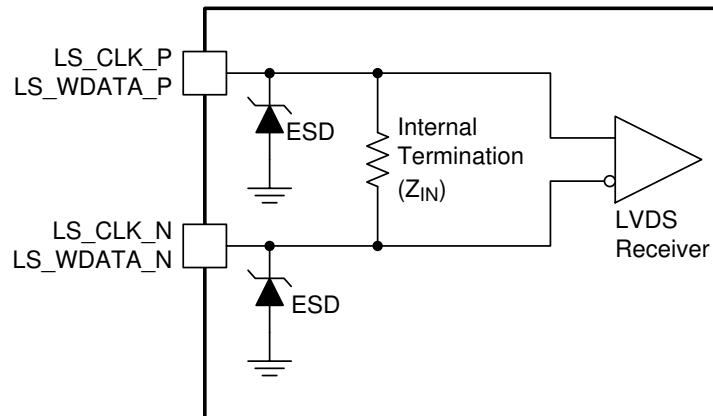 LS_CLK_P
LS_WDATA_P
ESD
Internal
Termination
(Z_IN)
LS_CLK_N
LS_WDATA_N
ESD
LVDS
Receiver